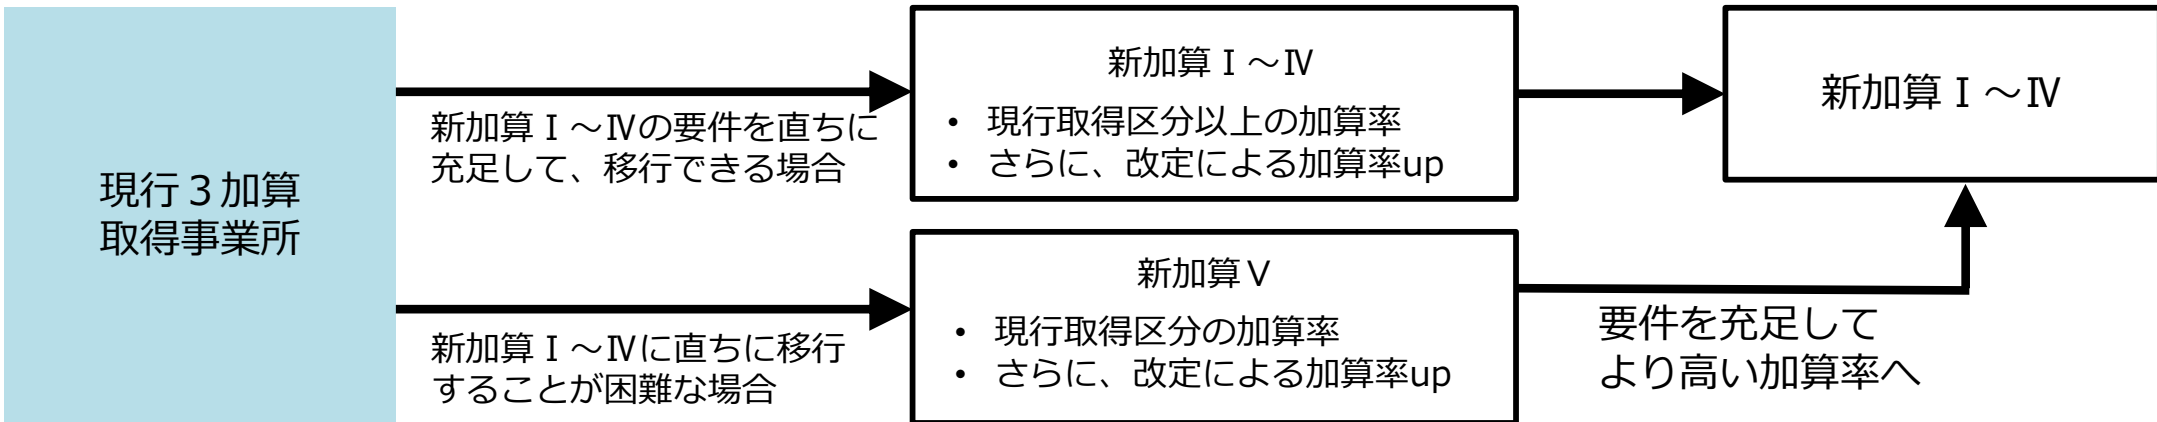 現行３加算
取得事業所
新加算Ⅰ～Ⅳの要件を直ちに
充足して、移行できる場合
新加算Ⅰ～Ⅳ
• 現行取得区分以上の加算率
• さらに、改定による加算率up
新加算Ⅰ～Ⅳ
新加算Ⅰ～Ⅳに直ちに移行
することが困難な場合
新加算Ⅴ
• 現行取得区分の加算率
• さらに、改定による加算率up
要件を充足して
より高い加算率へ